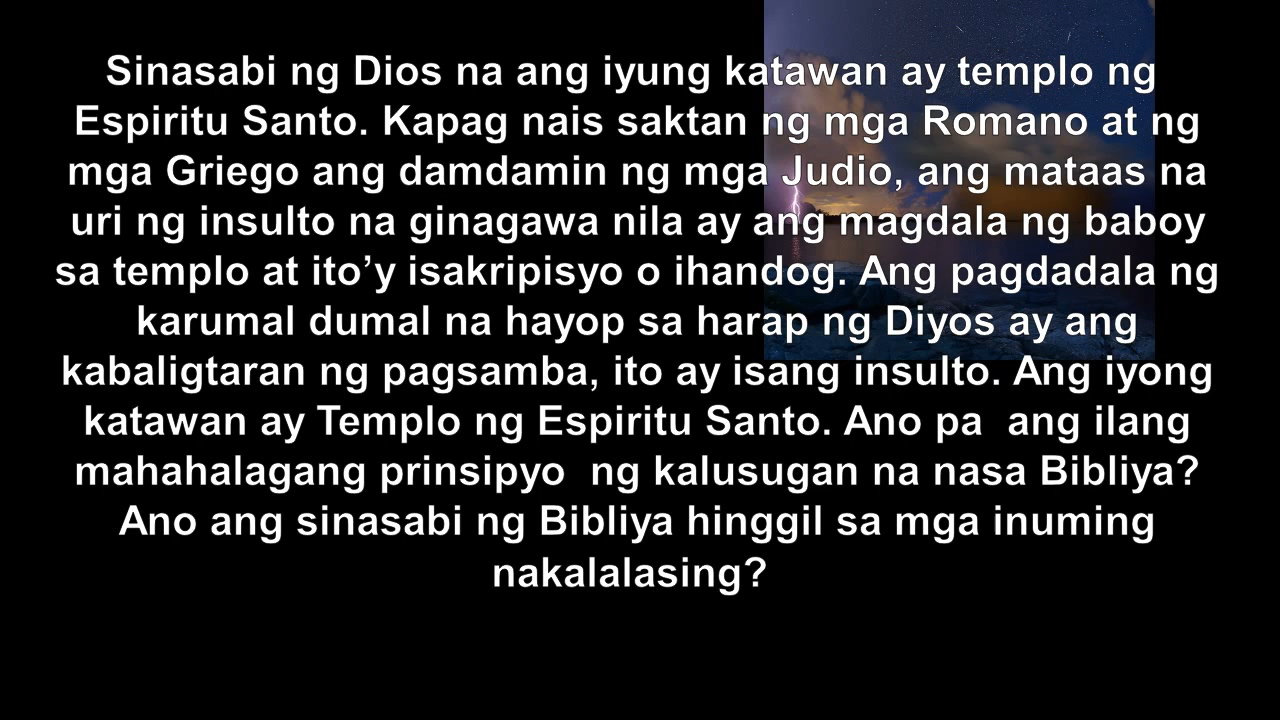 Sinasabi ng Dios na ang iyung katawan ay templo ng
Espiritu Santo. Kapag nais saktan ng mga Romano at ng
mga Griego ang damdamin ng mga Judio, ang mataas na
uri ng insulto na ginagawa nila ay ang magdala ng baboy
sa templo at ito’y isakripisyo o ihandog. Ang pagdadala ng
karumal dumal na hayop sa harap ng Diyos ay ang
kabaligtaran ng pagsamba, ito ay isang insulto. Ang iyong
katawan ay Templo ng Espiritu Santo. Ano pa  ang ilang
mahahalagang prinsipyo  ng kalusugan na nasa Bibliya?
Ano ang sinasabi ng Bibliya hinggil sa mga inuming
nakalalasing?